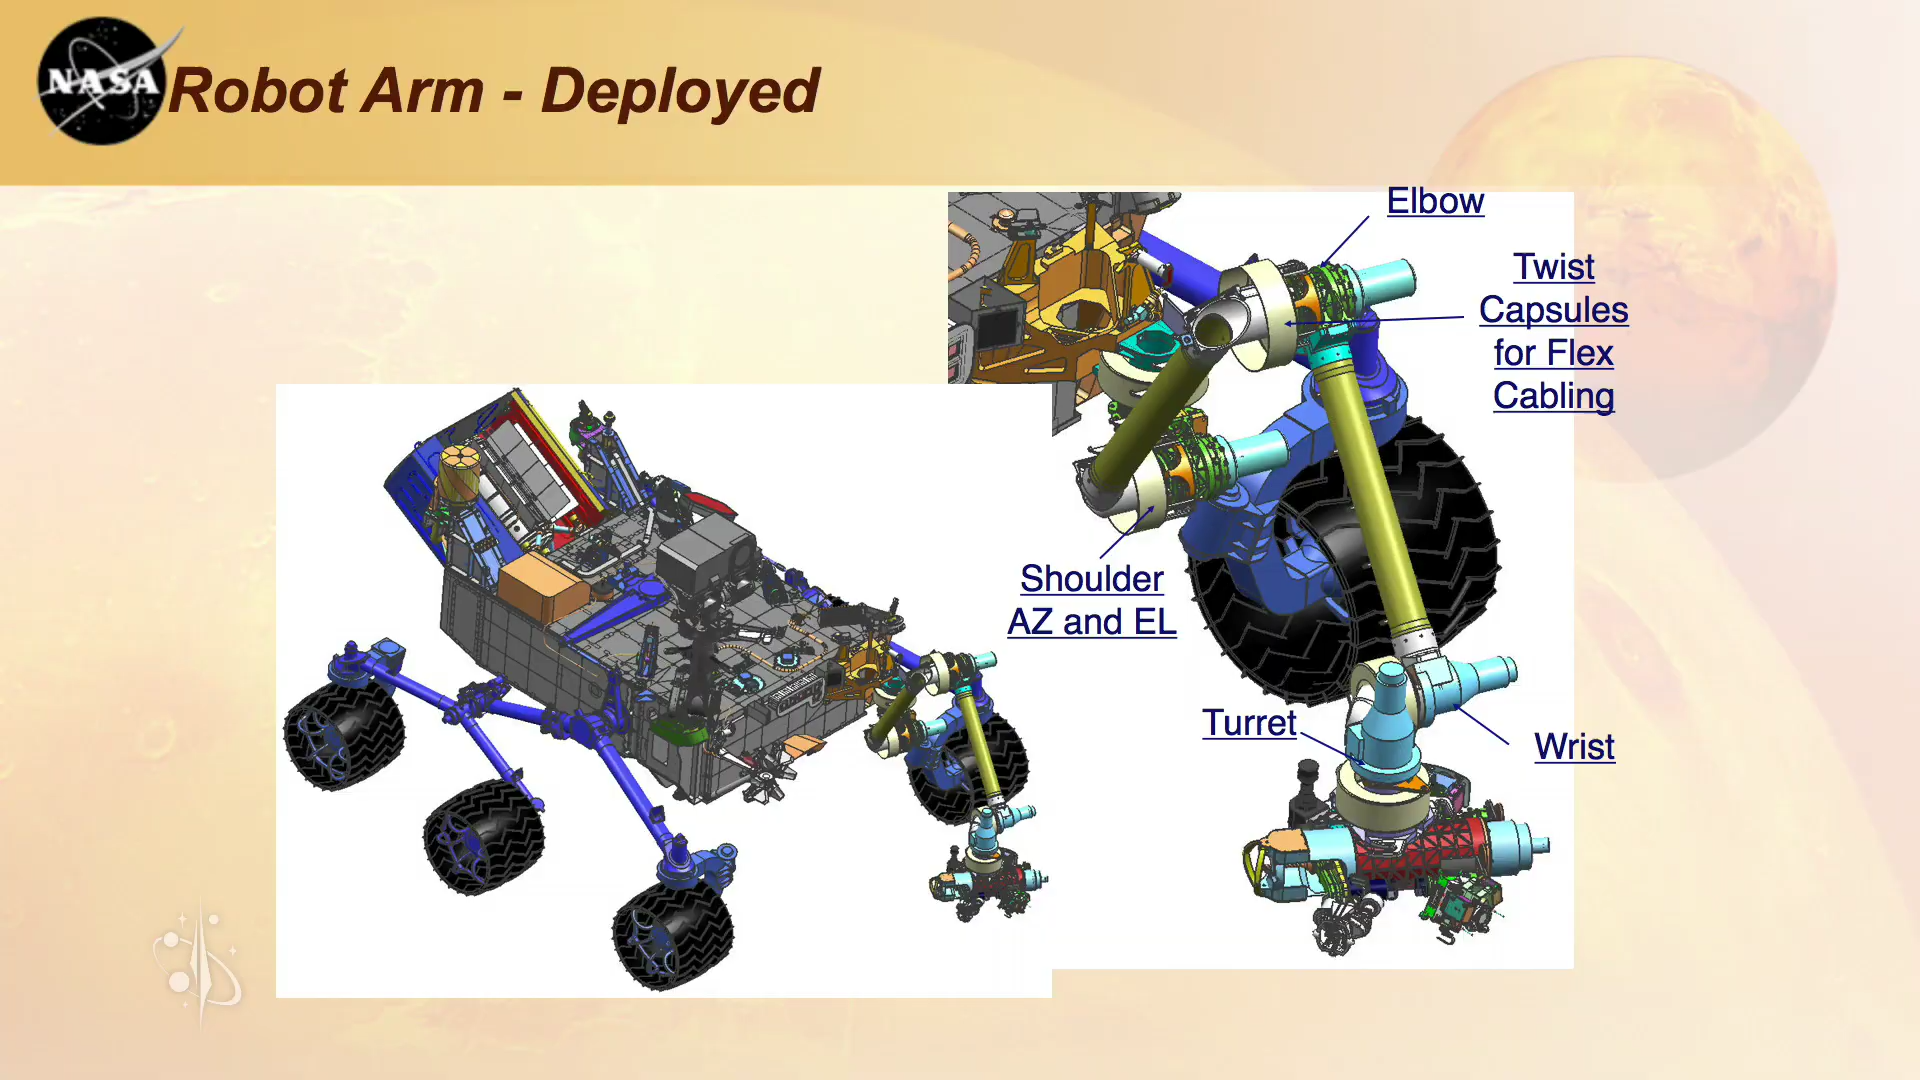 NASA
Robot Arm - Deployed
Elbow
Twist
Capsules
for Flex
Cabling
Shoulder
AZ and EL
Turret
Wrist